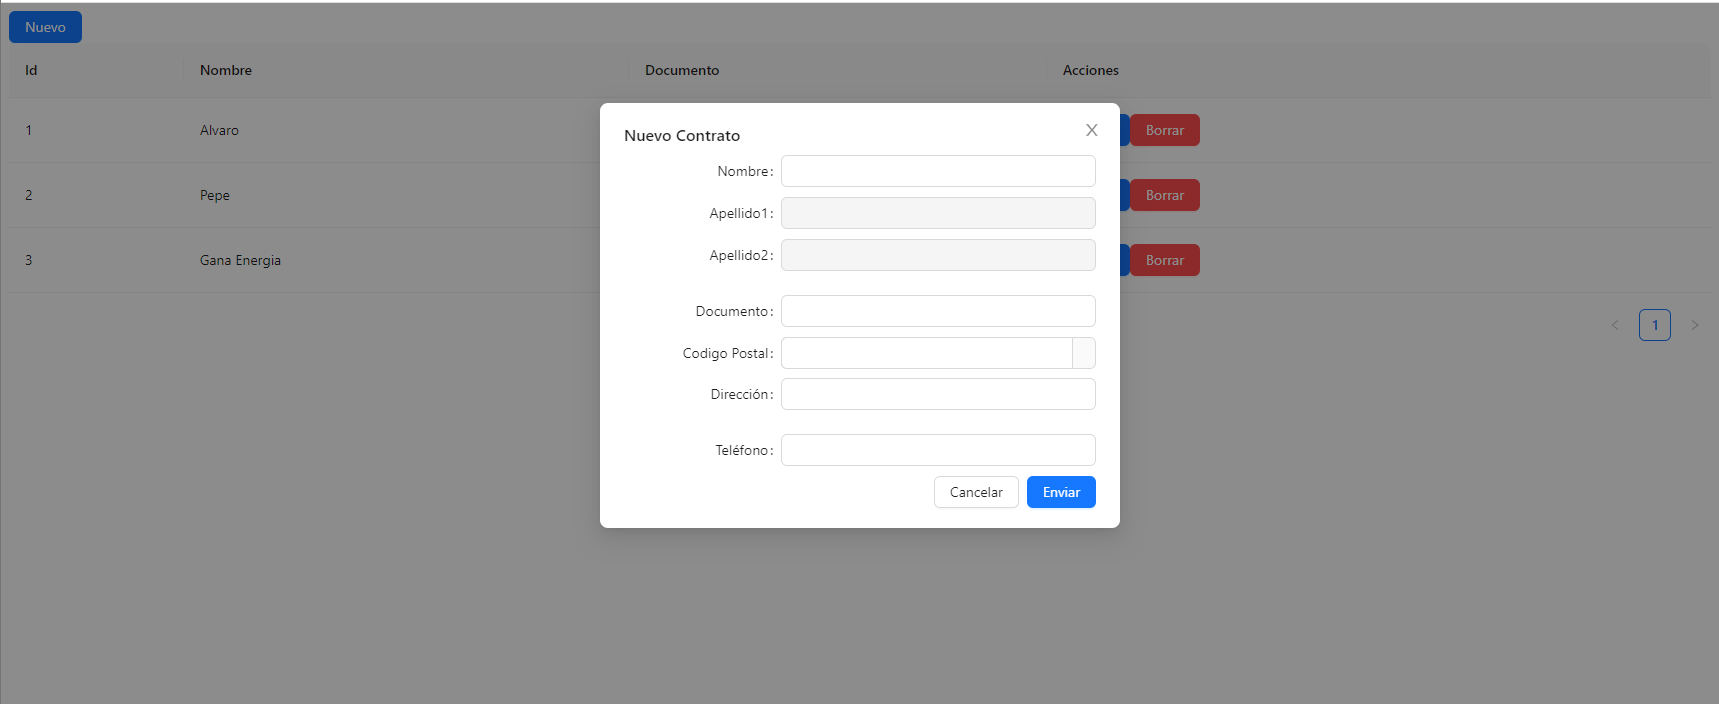 Nuevo
Id Nombre Documento Acciones
1 Alvaro Borrar
2 Pepe Borrar
3 Gana Energia Borrar
< 1 >
Nuevo Contrato X
Nombre:
Apellido1:
Apellido2:
Documento:
Codigo Postal:
Dirección:
Teléfono:
Cancelar Enviar